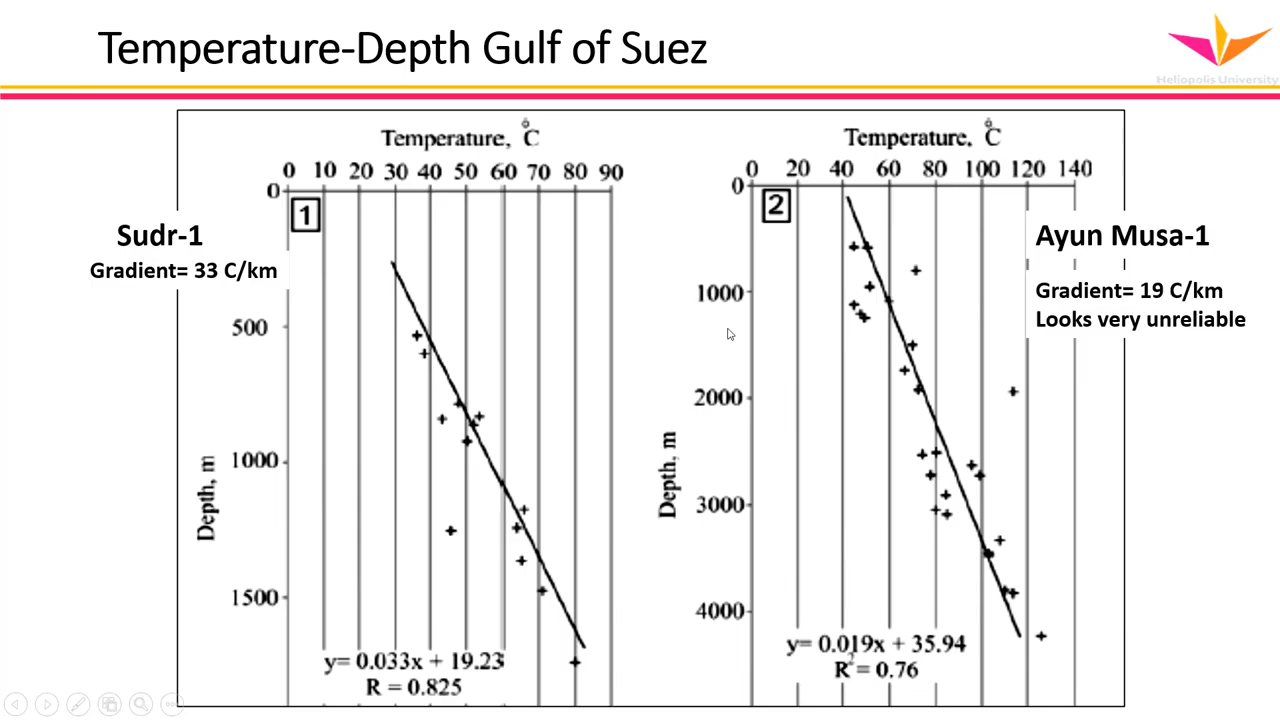 Temperature-Depth Gulf of Suez
Heliopolis University
Temperature, °C
0 10 20 30 40 50 60 70 80 90
0
1
Sudr-1
Gradient= 33 C/km
500
1000
1500
Depth, m
y= 0.033x + 19.23
R = 0.825
Temperature, °C
0 20 40 60 80 100 120 140
0
2
Ayun Musa-1
Gradient= 19 C/km
Looks very unreliable
1000
2000
3000
4000
Depth, m
y= 0.019x + 35.94
R²= 0.76